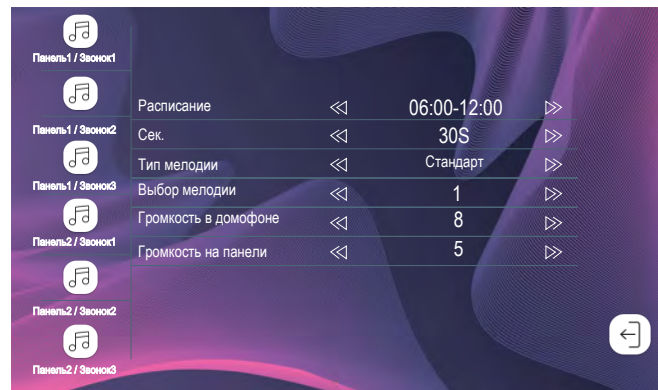 Панель1 / Звонок1
Панель1 / Звонок2
Панель1 / Звонок3
Панель2 / Звонок1
Панель2 / Звонок2
Панель2 / Звонок3
Расписание 06:00-12:00
Сек. 30S
Тип мелодии Стандарт
Выбор мелодии 1
Громкость в домофоне 8
Громкость на панели 5